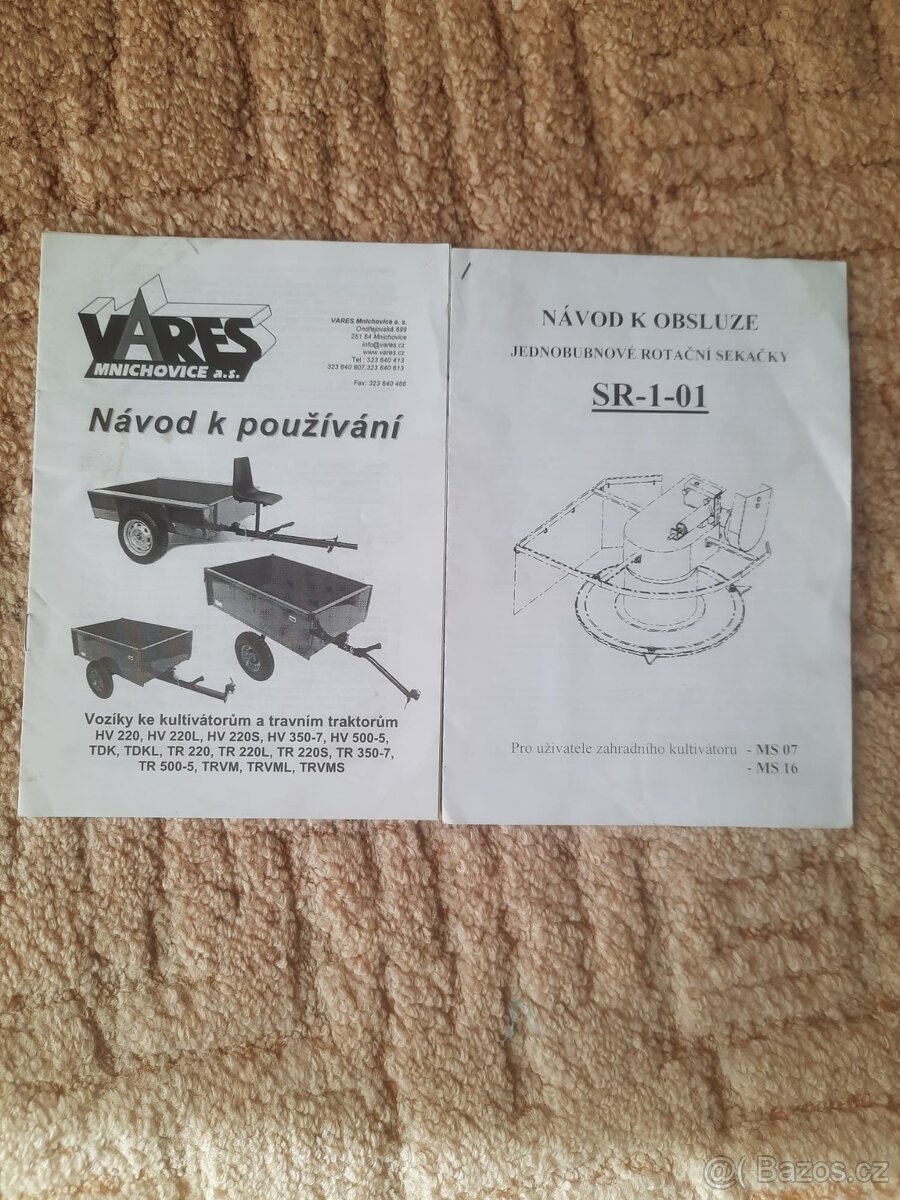 VARES
MNICHOVICE a.s.
VARES Mnichovice a. s.
Ondřejovská 699
251 64 Mnichovice
info@vares.cz
www.vares.cz
Tel : 323 640 413
323 640 607,323 640 613
Fax: 323 640 466
Návod k používání
Vozíky ke kultivátorům a travním traktorům
HV 220, HV 220L, HV 220S, HV 350-7, HV 500-5,
TDK, TDKL, TR 220, TR 220L, TR 220S, TR 350-7,
TR 500-5, TRVM, TRVML, TRVMS
NÁVOD K OBSLUZE
JEDNOBUBNOVÉ ROTAČNÍ SEKAČKY
SR-1-01
Pro uživatele zahradního kultivátoru - MS 07
- MS 16
@( Bazos.cz